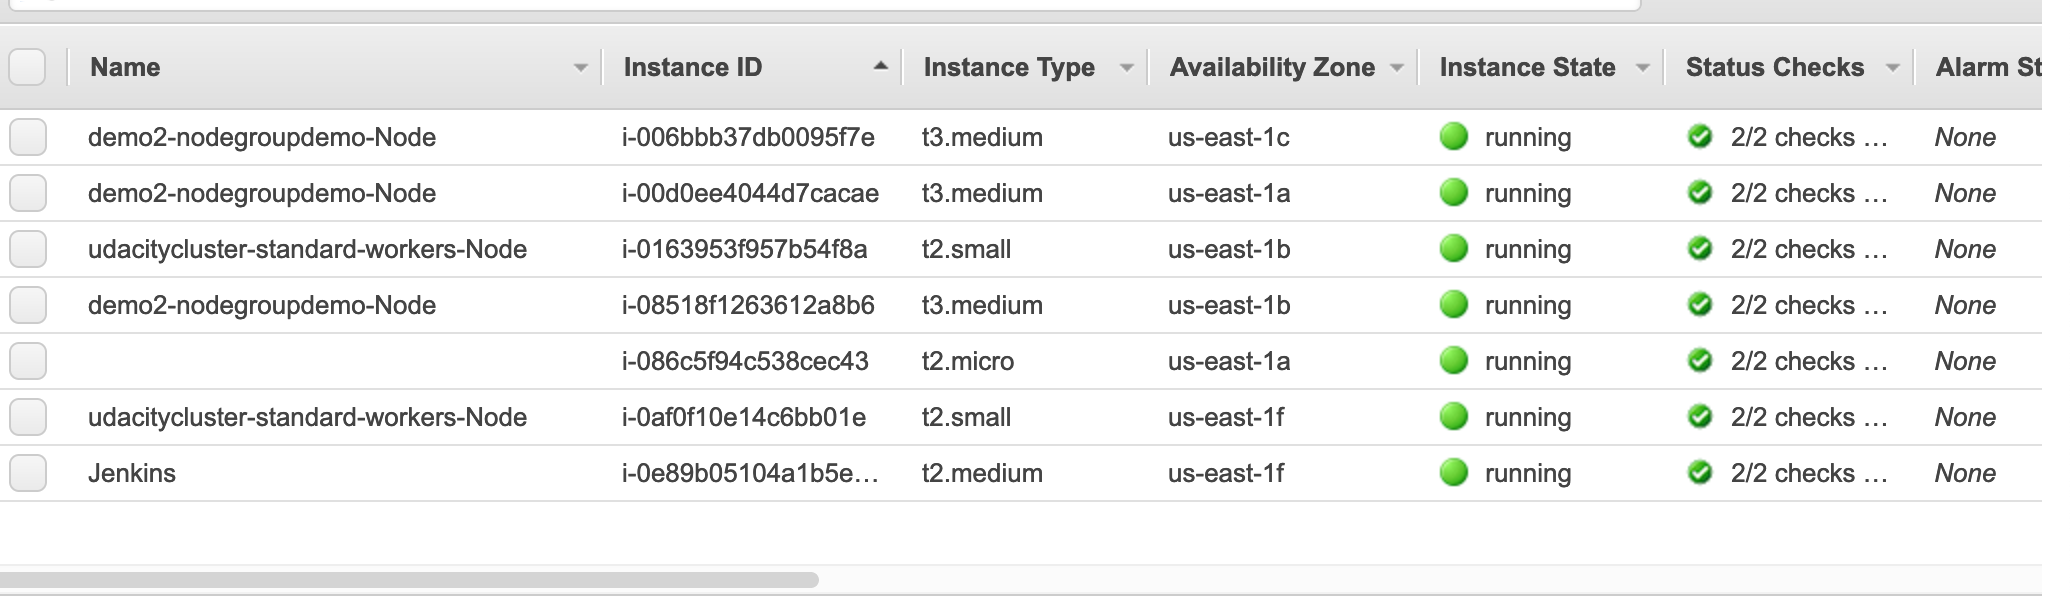 Name Instance ID Instance Type Availability Zone Instance State Status Checks Alarm St
demo2-nodegroupdemo-Node i-006bbb37db0095f7e t3.medium us-east-1c running 2/2 checks … None
demo2-nodegroupdemo-Node i-00d0ee4044d7cacae t3.medium us-east-1a running 2/2 checks … None
udacitycluster-standard-workers-Node i-0163953f957b54f8a t2.small us-east-1b running 2/2 checks … None
demo2-nodegroupdemo-Node i-08518f1263612a8b6 t3.medium us-east-1b running 2/2 checks … None
i-086c5f94c538cec43 t2.micro us-east-1a running 2/2 checks … None
udacitycluster-standard-workers-Node i-0af0f10e14c6bb01e t2.small us-east-1f running 2/2 checks … None
Jenkins i-0e89b05104a1b5e… t2.medium us-east-1f running 2/2 checks … None